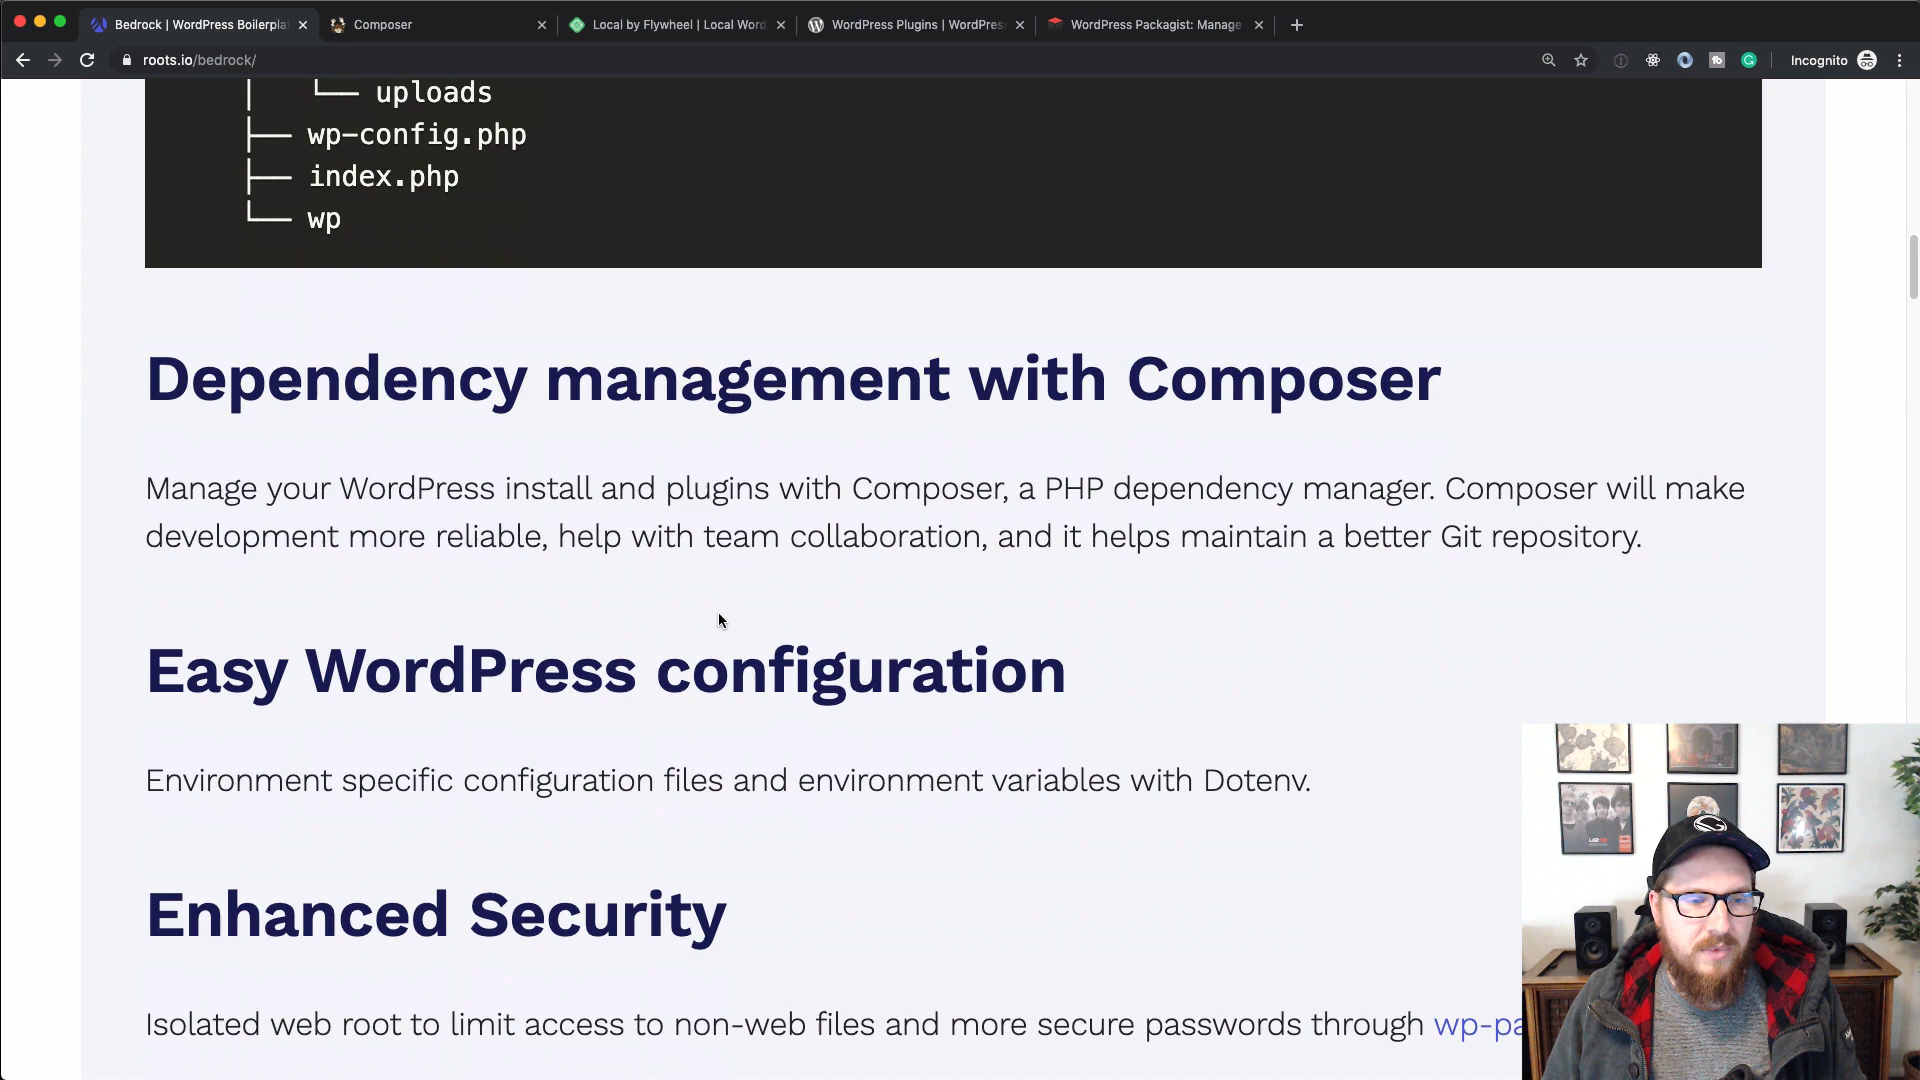 Bedrock | WordPress Boilerpla
Composer
Local by Flywheel | Local Word
WordPress Plugins | WordPres
WordPress Packagist: Manage
roots.io/bedrock/
Incognito
uploads
wp-config.php
index.php
wp
Dependency management with Composer
Manage your WordPress install and plugins with Composer, a PHP dependency manager. Composer will make
development more reliable, help with team collaboration, and it helps maintain a better Git repository.
Easy WordPress configuration
Environment specific configuration files and environment variables with Dotenv.
Enhanced Security
Isolated web root to limit access to non-web files and more secure passwords through wp-pa